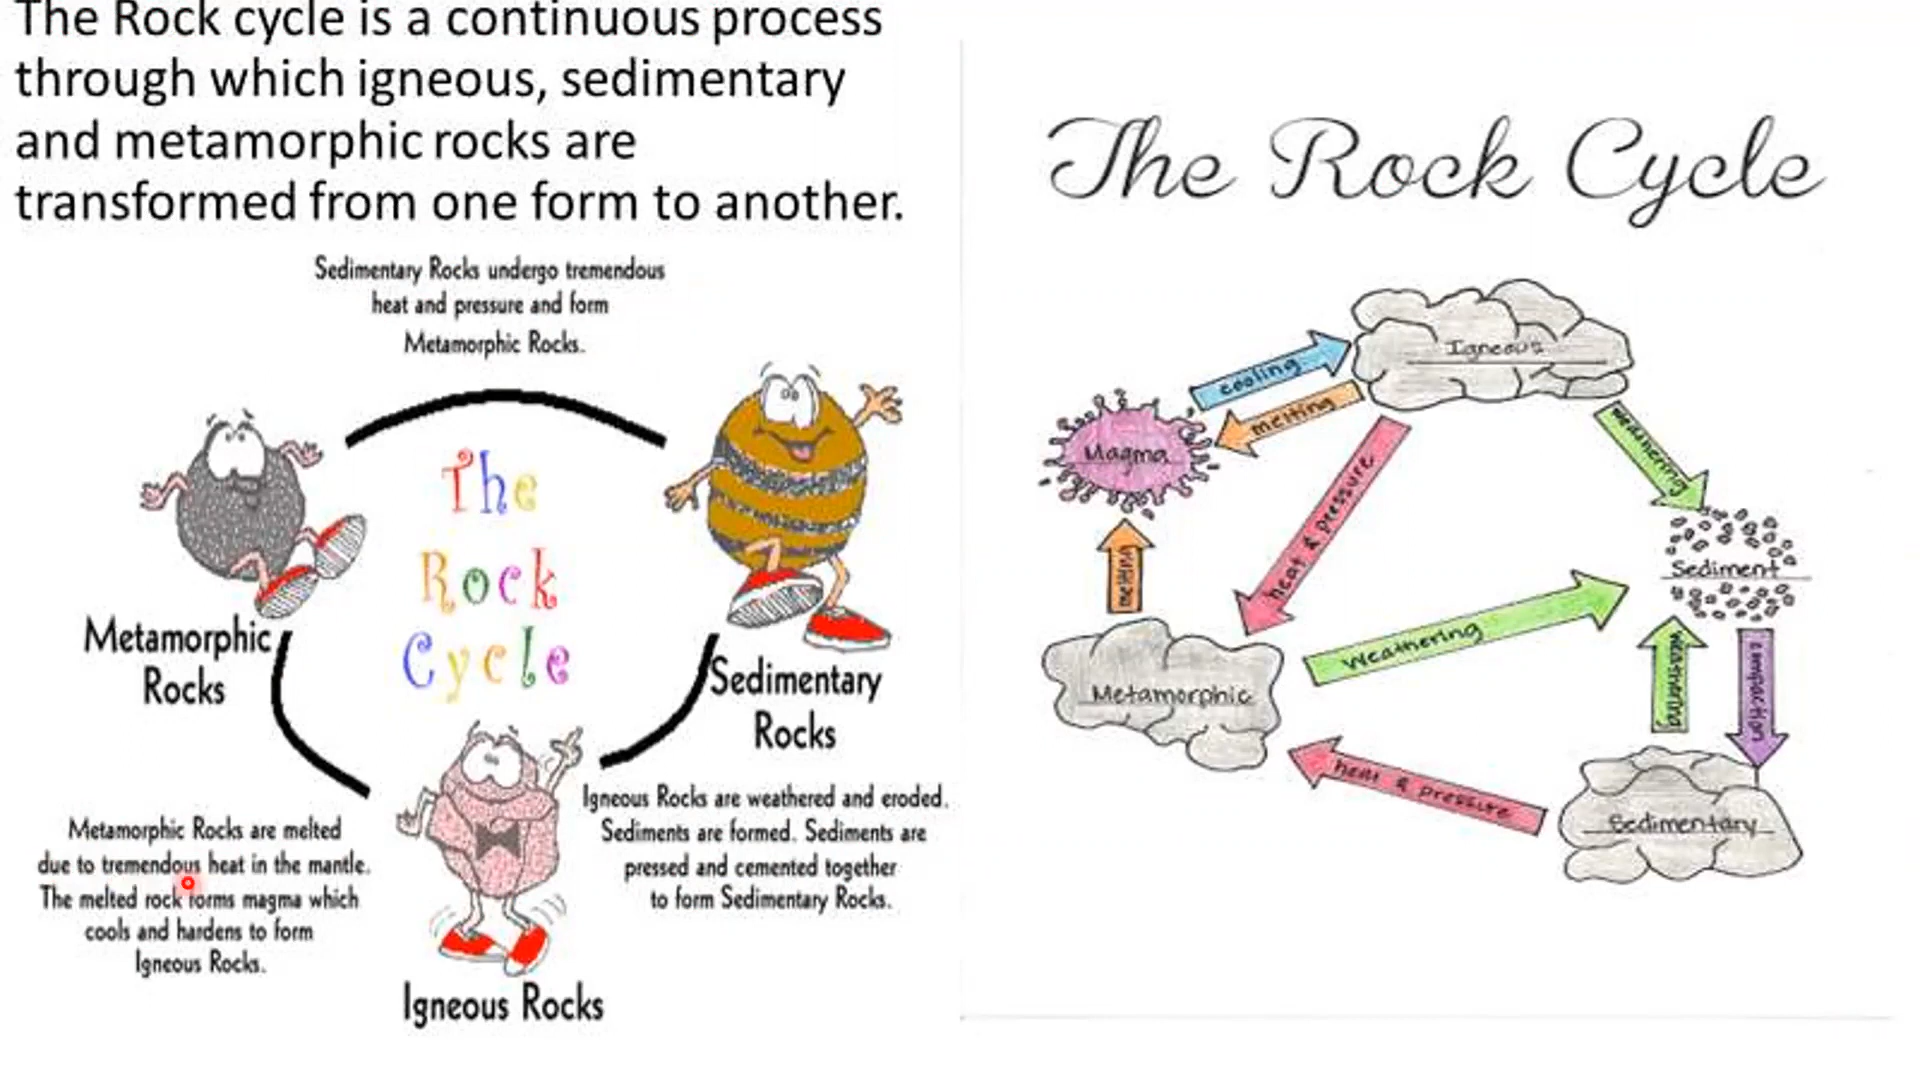 The Rock cycle is a continuous process
through which igneous, sedimentary
and metamorphic rocks are
transformed from one form to another.
Sedimentary Rocks undergo tremendous
heat and pressure and form
Metamorphic Rocks.
The
Rock
Cycle
Metamorphic
Rocks
Sedimentary
Rocks
Igneous Rocks are weathered and eroded.
Sediments are formed. Sediments are
pressed and cemented together
to form Sedimentary Rocks.
Metamorphic Rocks are melted
due to tremendous heat in the mantle.
The melted rock forms magma which
cools and hardens to form
Igneous Rocks.
Igneous Rocks
The Rock Cycle
Igneous
cooling
melting
Magma
weathering
heat & pressure
Sediment
melting
Weathering
Metamorphic
weathering
compaction
heat & pressure
Sedimentary